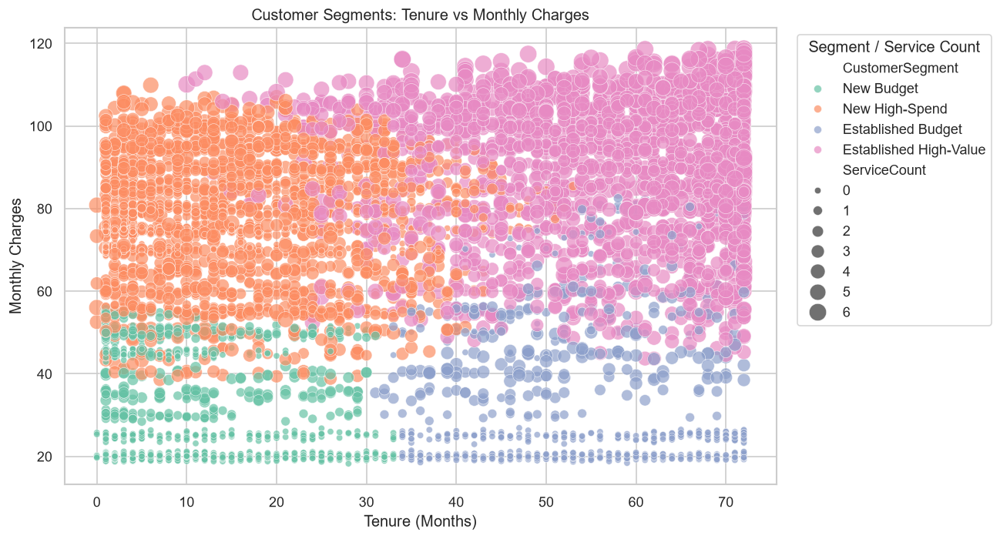 Customer Segments: Tenure vs Monthly Charges
Monthly Charges
120
100
80
60
40
20
0 10 20 30 40 50 60 70
Tenure (Months)
Segment / Service Count
CustomerSegment
New Budget
New High-Spend
Established Budget
Established High-Value
ServiceCount
0
1
2
3
4
5
6